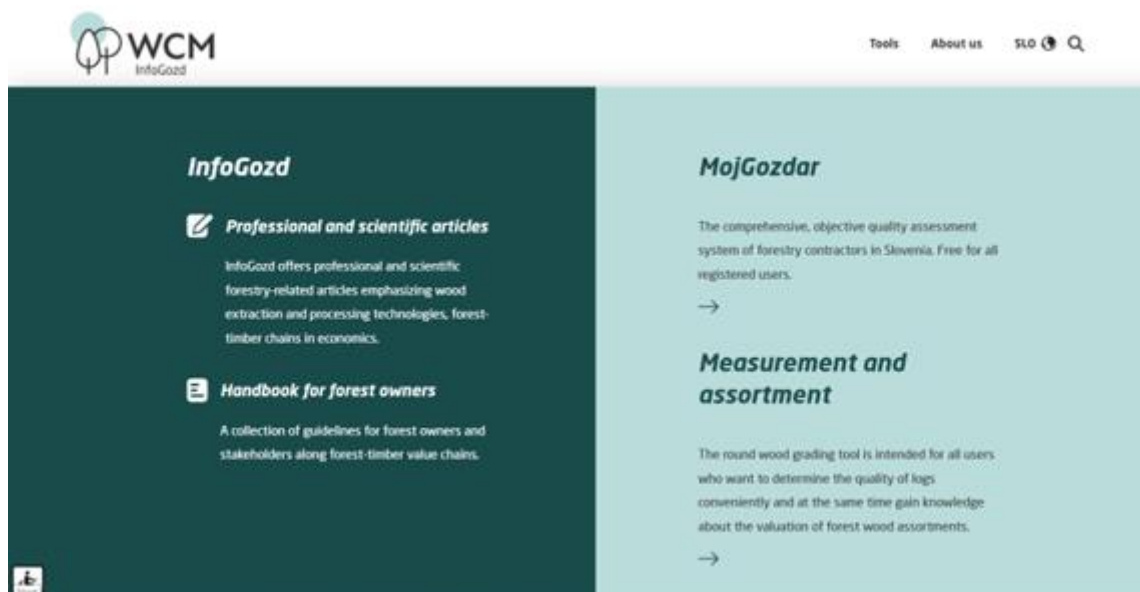 WCM
InfoGozd
Tools
About us
SLO
InfoGozd
Professional and scientific articles
InfoGozd offers professional and scientific
forestry-related articles emphasizing wood
extraction and processing technologies, forest-
timber chains in economics.
Handbook for forest owners
A collection of guidelines for forest owners and
stakeholders along forest-timber value chains.
MojGozdar
The comprehensive, objective quality assessment
system of forestry contractors in Slovenia. Free for all
registered users.
Measurement and
assortment
The round wood grading tool is intended for all users
who want to determine the quality of logs
conveniently and at the same time gain knowledge
about the valuation of forest wood assortments.